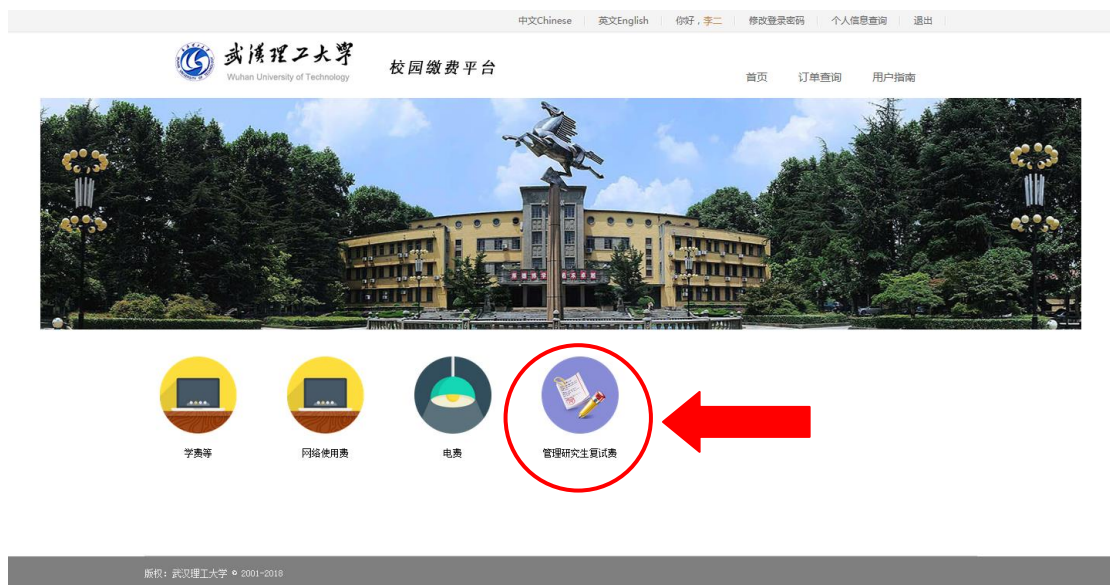 中文Chinese 英文English 你好，李二 修改登录密码 个人信息查询 退出
武汉理工大学 校园缴费平台
Wuhan University of Technology
首页 订单查询 用户指南
学费等 网络使用费 电费 管理研究生复试费
版权：武汉理工大学 © 2001-2018